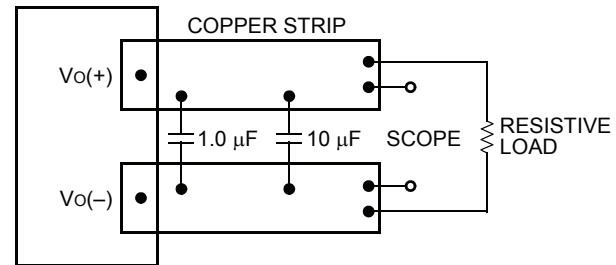 COPPER STRIP
VO(+)
1.0 µF
10 µF
SCOPE
RESISTIVE
LOAD
VO(–)